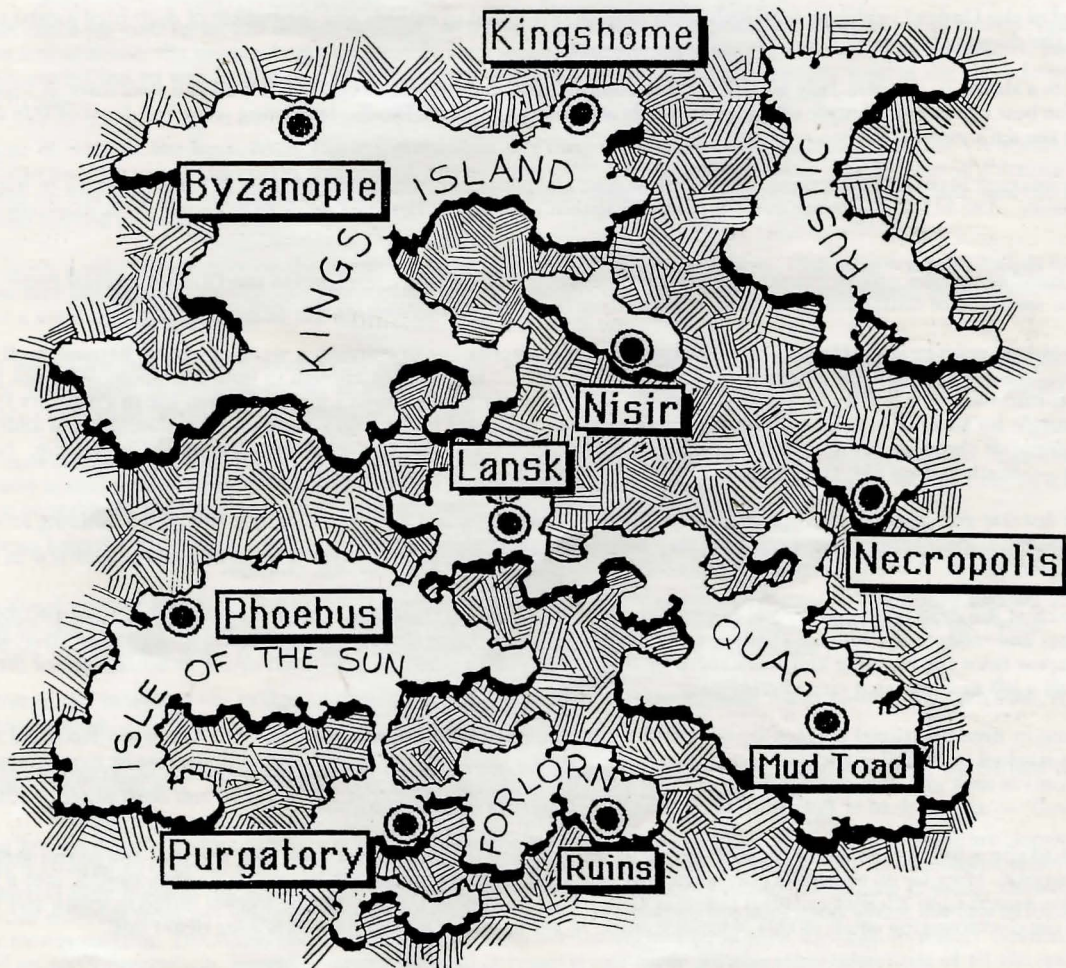 Kingshome
Byzanople
KINGS ISLAND
RUSTIC
Nisir
Lansk
Necropolis
Phoebus
ISLE OF THE SUN
QUAG
Mud Toad
FORLORN
Purgatory
Ruins